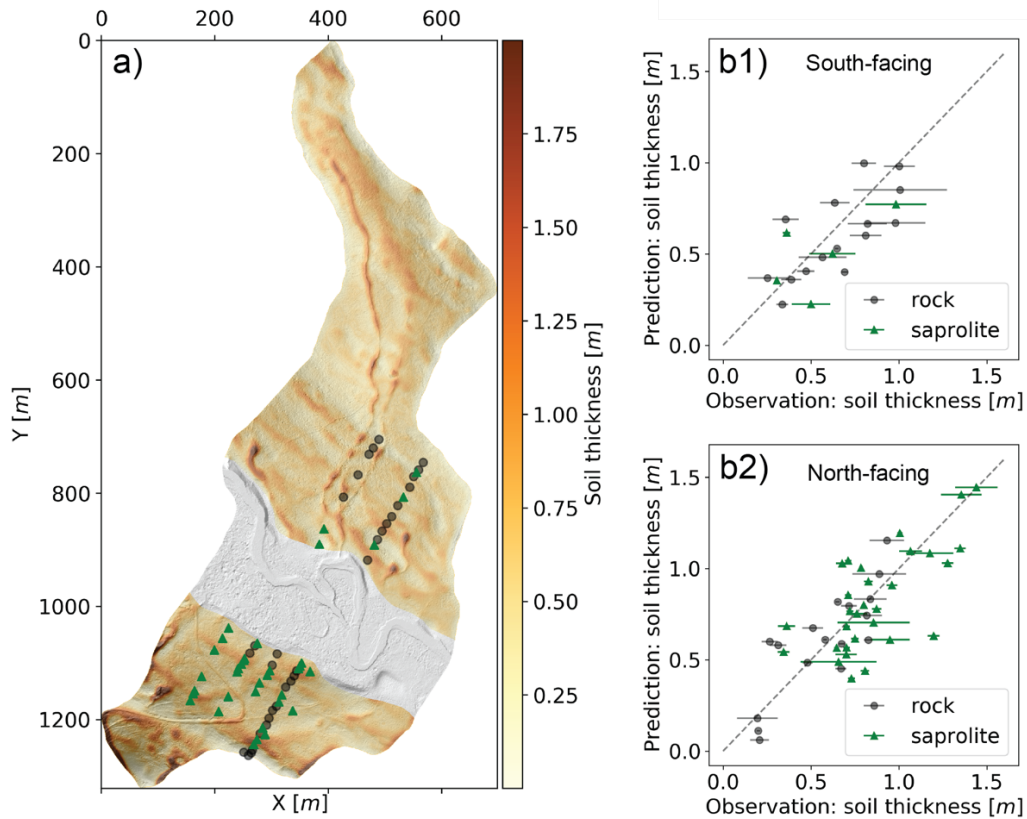 0 200 400 600
a)
0
200
400
600
800
1000
1200
Y [m]
X [m]
1.75
1.50
1.25
1.00
0.75
0.50
0.25
Soil thickness [m]
b1)
South-facing
1.5
1.0
0.5
0.0
Prediction: soil thickness [m]
rock
saprolite
0.0 0.5 1.0 1.5
Observation: soil thickness [m]
b2)
North-facing
1.5
1.0
0.5
0.0
Prediction: soil thickness [m]
rock
saprolite
0.0 0.5 1.0 1.5
Observation: soil thickness [m]